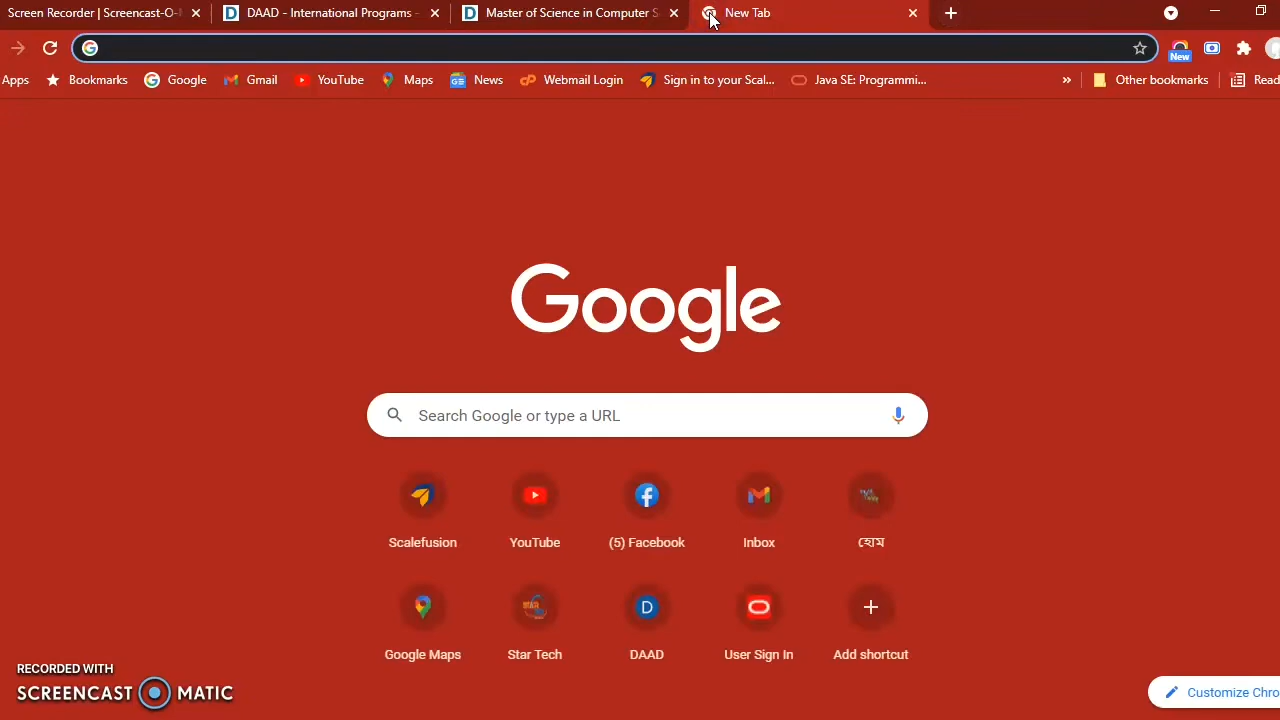 Screen Recorder | Screencast-O-
DAAD - International Programs -
Master of Science in Computer S
New Tab
New
Apps
Bookmarks
Google
Gmail
YouTube
Maps
News
Webmail Login
Sign in to your Scal...
Java SE: Programmi...
»
Other bookmarks
Read
Google
Search Google or type a URL
Scalefusion
YouTube
(5) Facebook
Inbox
হোম
Google Maps
Star Tech
DAAD
User Sign In
Add shortcut
RECORDED WITH
SCREENCAST MATIC
Customize Chro